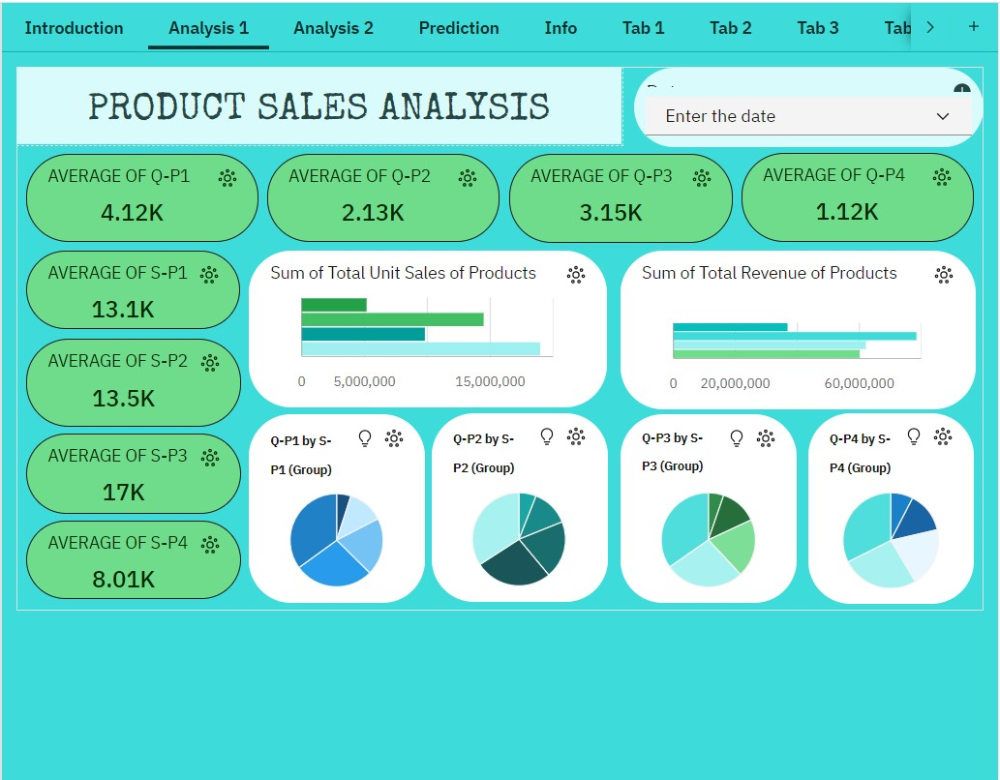 Introduction
Analysis 1
Analysis 2
Prediction
Info
Tab 1
Tab 2
Tab 3
Tab
PRODUCT SALES ANALYSIS
Enter the date
AVERAGE OF Q-P1
4.12K
AVERAGE OF Q-P2
2.13K
AVERAGE OF Q-P3
3.15K
AVERAGE OF Q-P4
1.12K
AVERAGE OF S-P1
13.1K
AVERAGE OF S-P2
13.5K
AVERAGE OF S-P3
17K
AVERAGE OF S-P4
8.01K
Sum of Total Unit Sales of Products
0 5,000,000 15,000,000
Sum of Total Revenue of Products
0 20,000,000 60,000,000
Q-P1 by S-
P1 (Group)
Q-P2 by S-
P2 (Group)
Q-P3 by S-
P3 (Group)
Q-P4 by S-
P4 (Group)